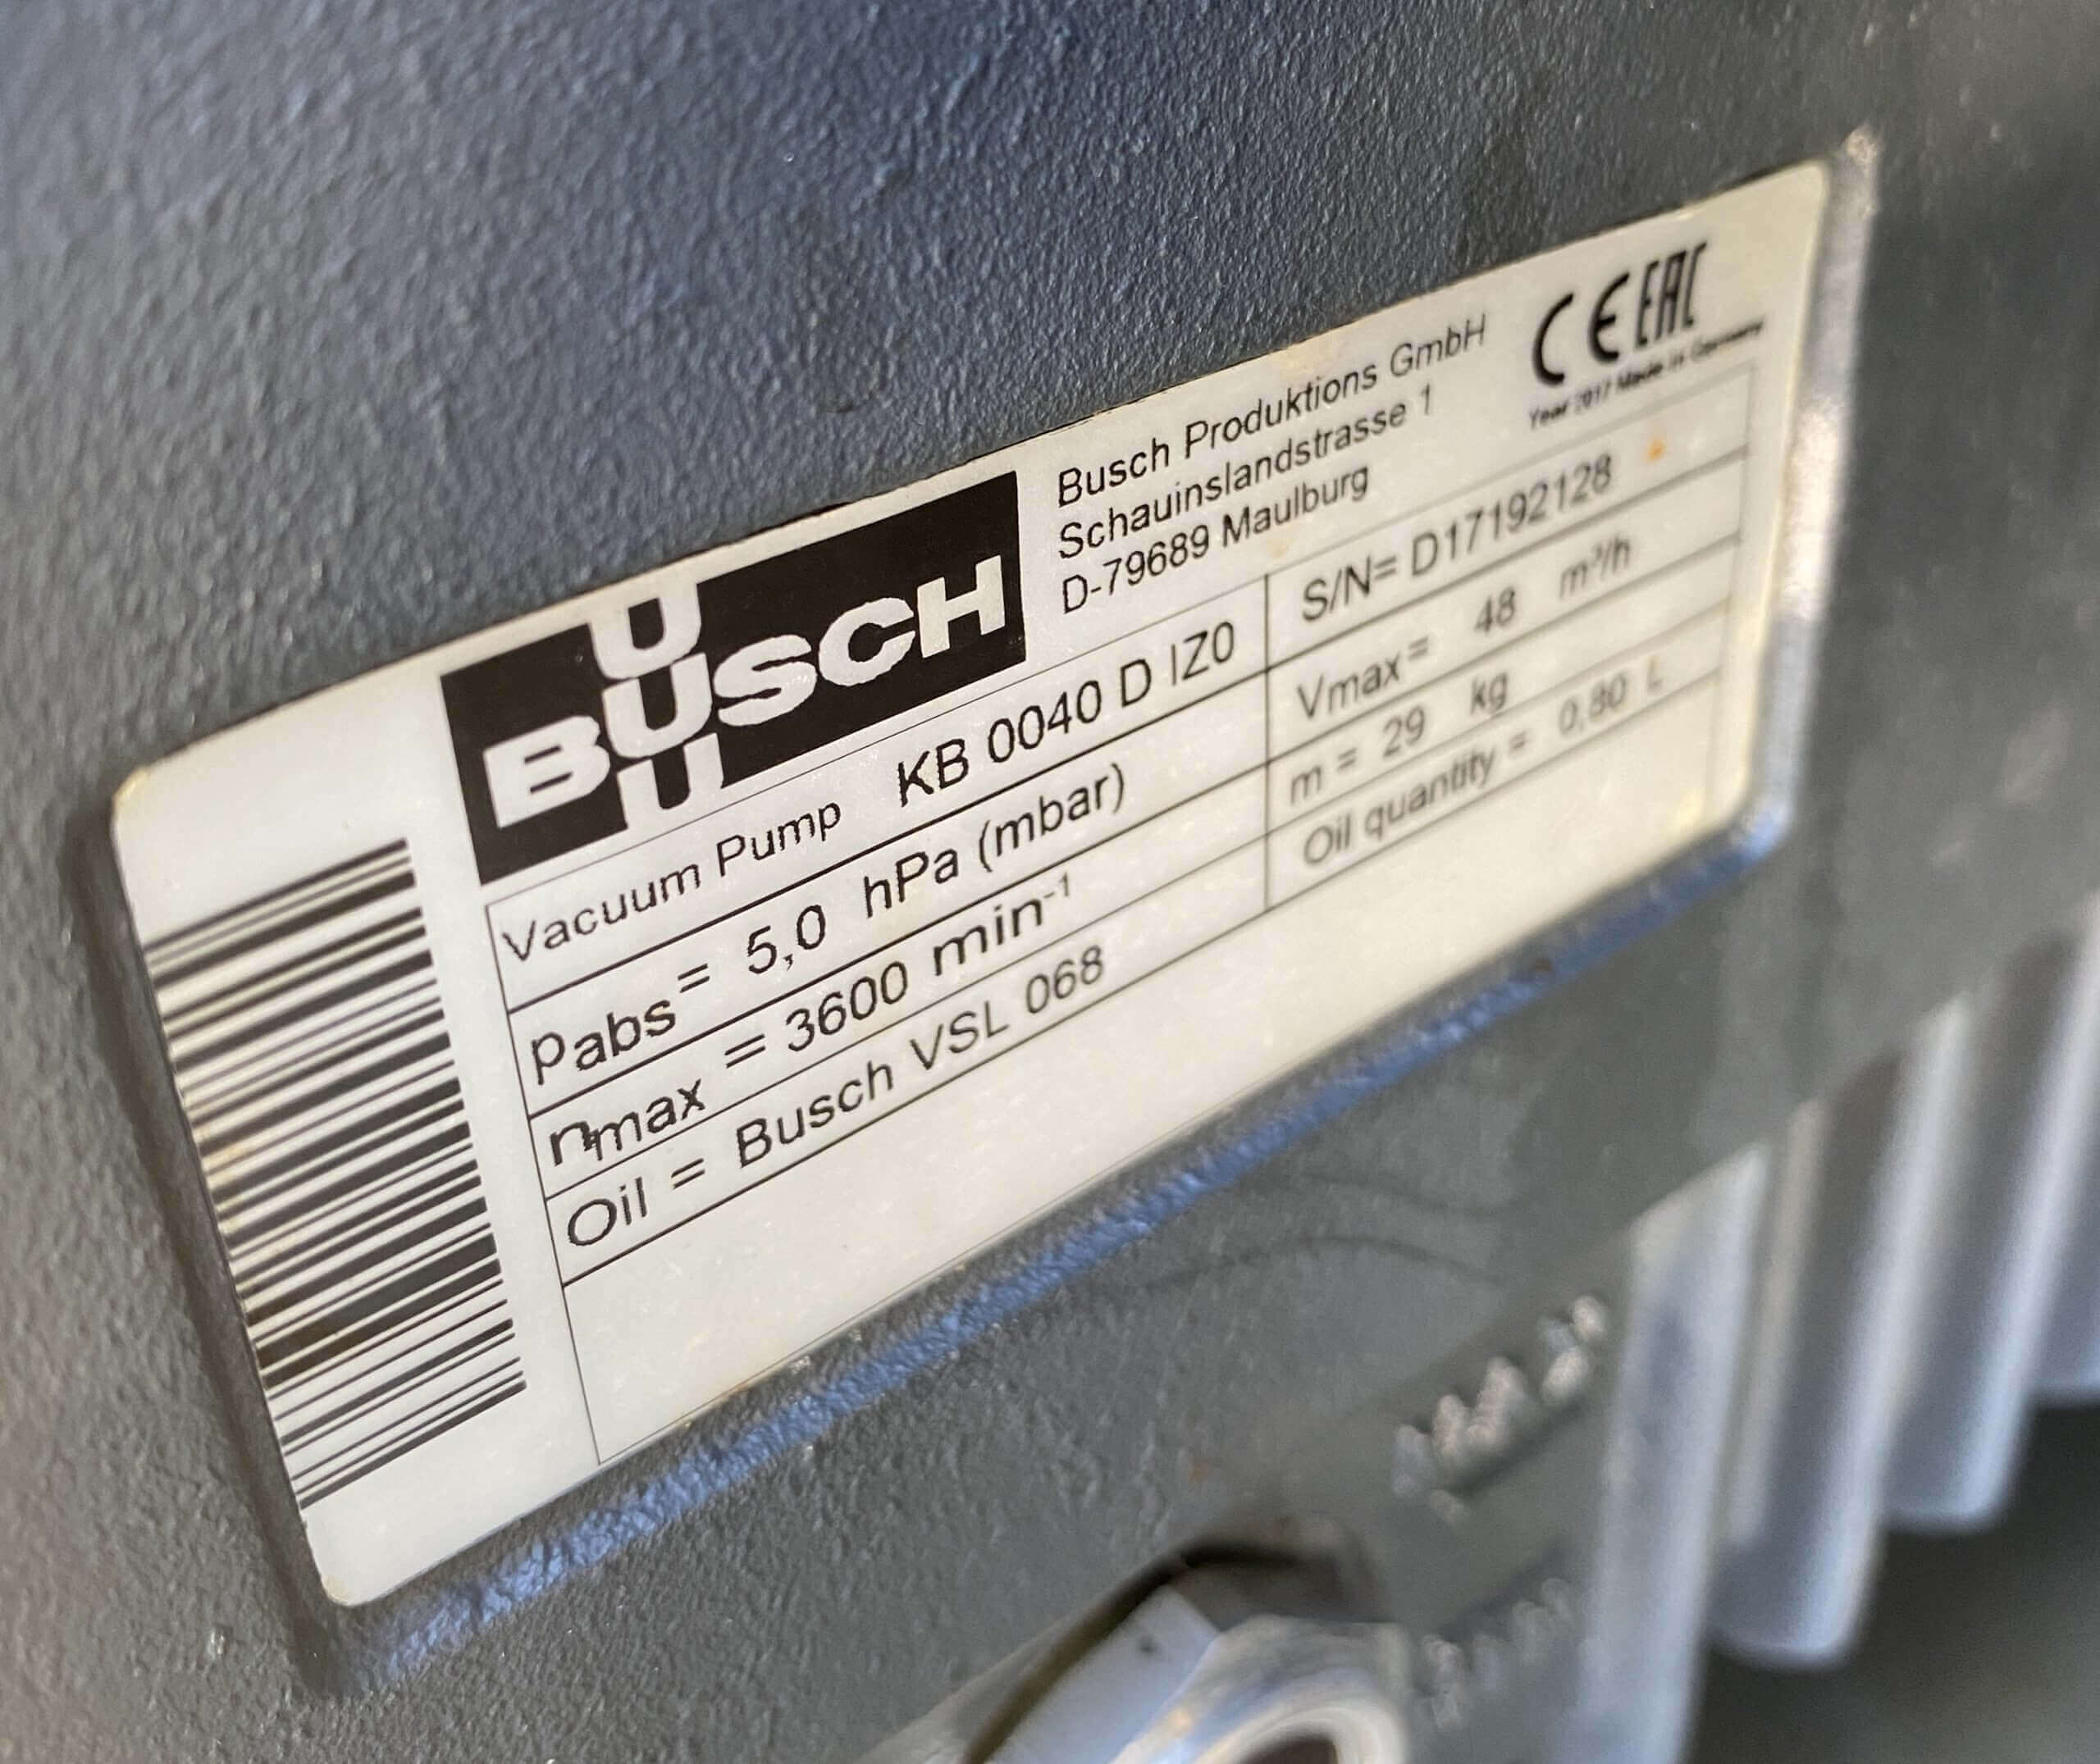 BUSCH
U
U
Busch Produktions GmbH
Schauinslandstrasse 1
D-79689 Maulburg
CE EAC
Year 2017 Made in Germany
Vacuum Pump KB 0040 D IZ0
S/N= D17192128
pabs= 5,0 hPa (mbar)
Vmax= 48 m³/h
nmax = 3600 min-1
m = 29 kg
Oil = Busch VSL 068
Oil quantity = 0,80 L